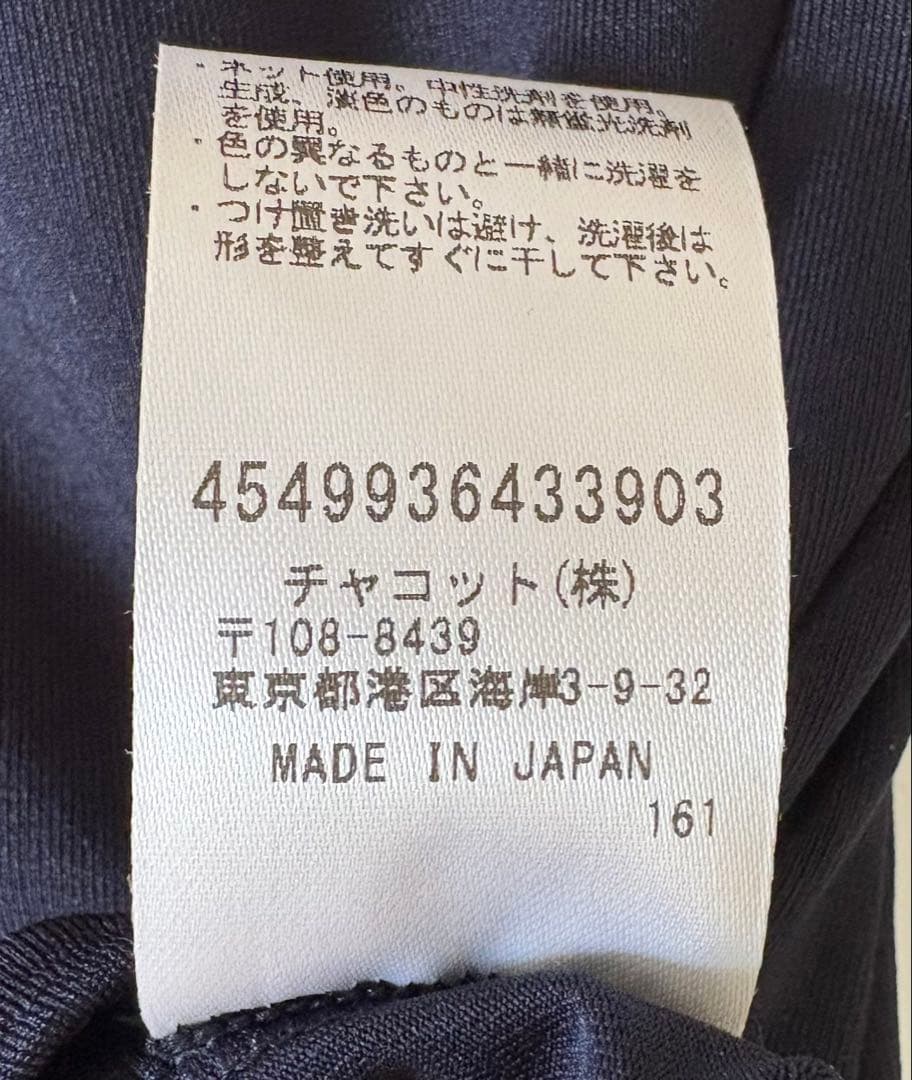 ・ネット使用。中性洗剤を使用。
生成、淡色のものは無蛍光洗剤
を使用。
・色の異なるものと一緒に洗濯を
しないで下さい。
・つけ置き洗いは避け、洗濯後は
形を整えてすぐに干して下さい。
4549936433903
チャコット(株)
〒108-8439
東京都港区海岸3-9-32
MADE IN JAPAN
161